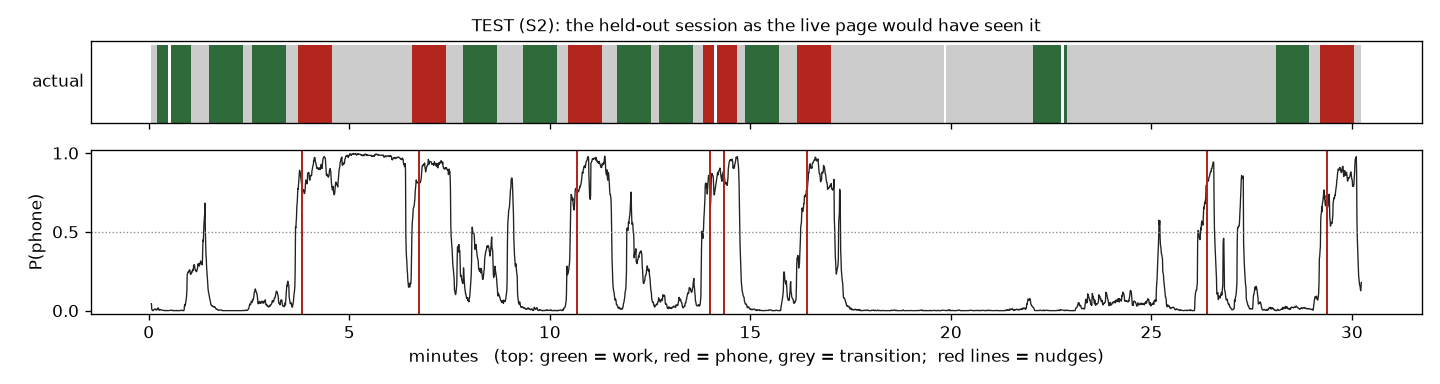 TEST (S2): the held-out session as the live page would have seen it
actual
1.0
0.5
0.0
P(phone)
0 5 10 15 20 25 30
minutes (top: green = work, red = phone, grey = transition; red lines = nudges)